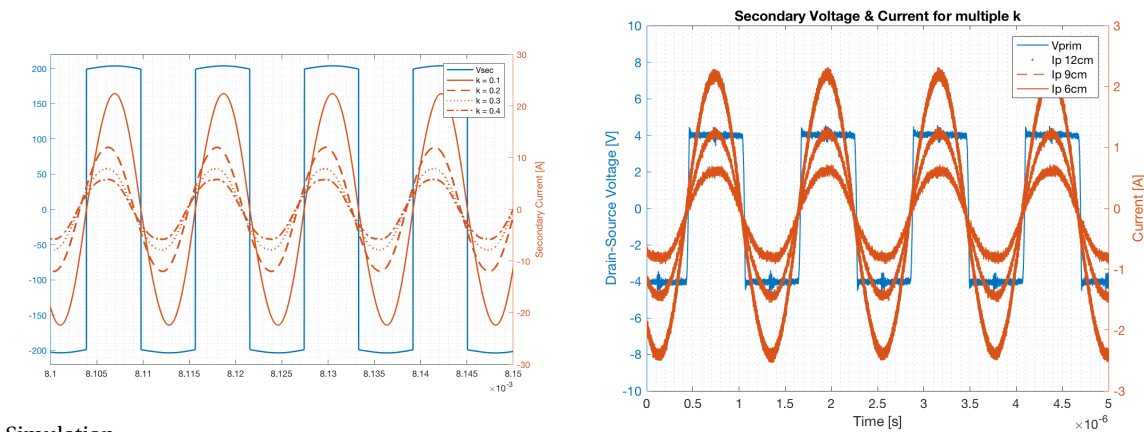 200
150
100
50
0
-50
-100
-150
-200
30
20
10
0
-10
-20
-30
Secondary Current [A]
Vsec
k = 0.1
k = 0.2
k = 0.3
k = 0.4
8.1 8.105 8.11 8.115 8.12 8.125 8.13 8.135 8.14 8.145 8.15
×10⁻³
Simulation
Secondary Voltage & Current for multiple k
Drain-Source Voltage [V]
10
8
6
4
2
0
-2
-4
-6
-8
-10
3
2
1
0
-1
-2
-3
Current [A]
Vprim
Ip 12cm
Ip 9cm
Ip 6cm
0 0.5 1 1.5 2 2.5 3 3.5 4 4.5 5
Time [s]
×10⁻⁶